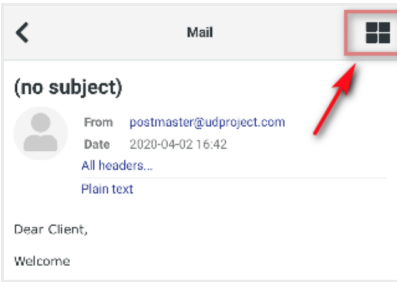 Mail
(no subject)
From postmaster@udproject.com
Date 2020-04-02 16:42
All headers...
Plain text
Dear Client,
Welcome